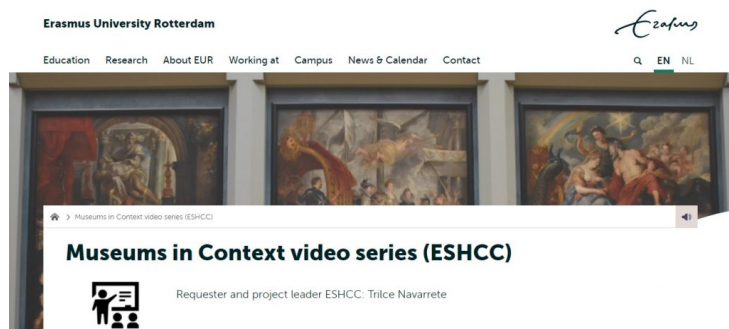 Erasmus University Rotterdam
Erasmus
Education Research About EUR Working at Campus News & Calendar Contact EN NL
Museums in Context video series (ESHCC)
Museums in Context video series (ESHCC)
Requester and project leader ESHCC: Trilce Navarrete